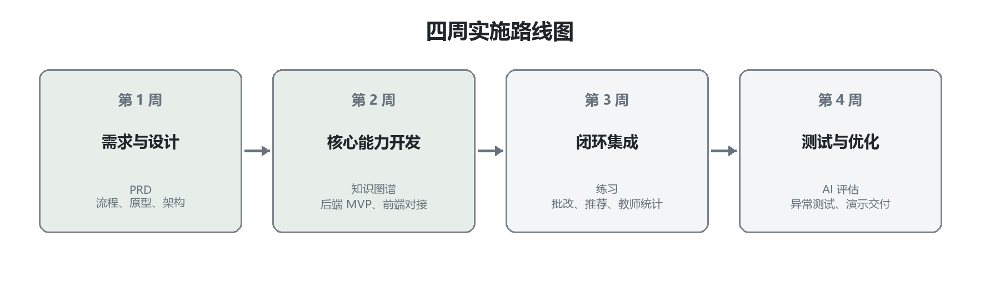 四周实施路线图
第 1 周
需求与设计
PRD
流程、原型、架构
第 2 周
核心能力开发
知识图谱
后端 MVP、前端对接
第 3 周
闭环集成
练习
批改、推荐、教师统计
第 4 周
测试与优化
AI 评估
异常测试、演示交付